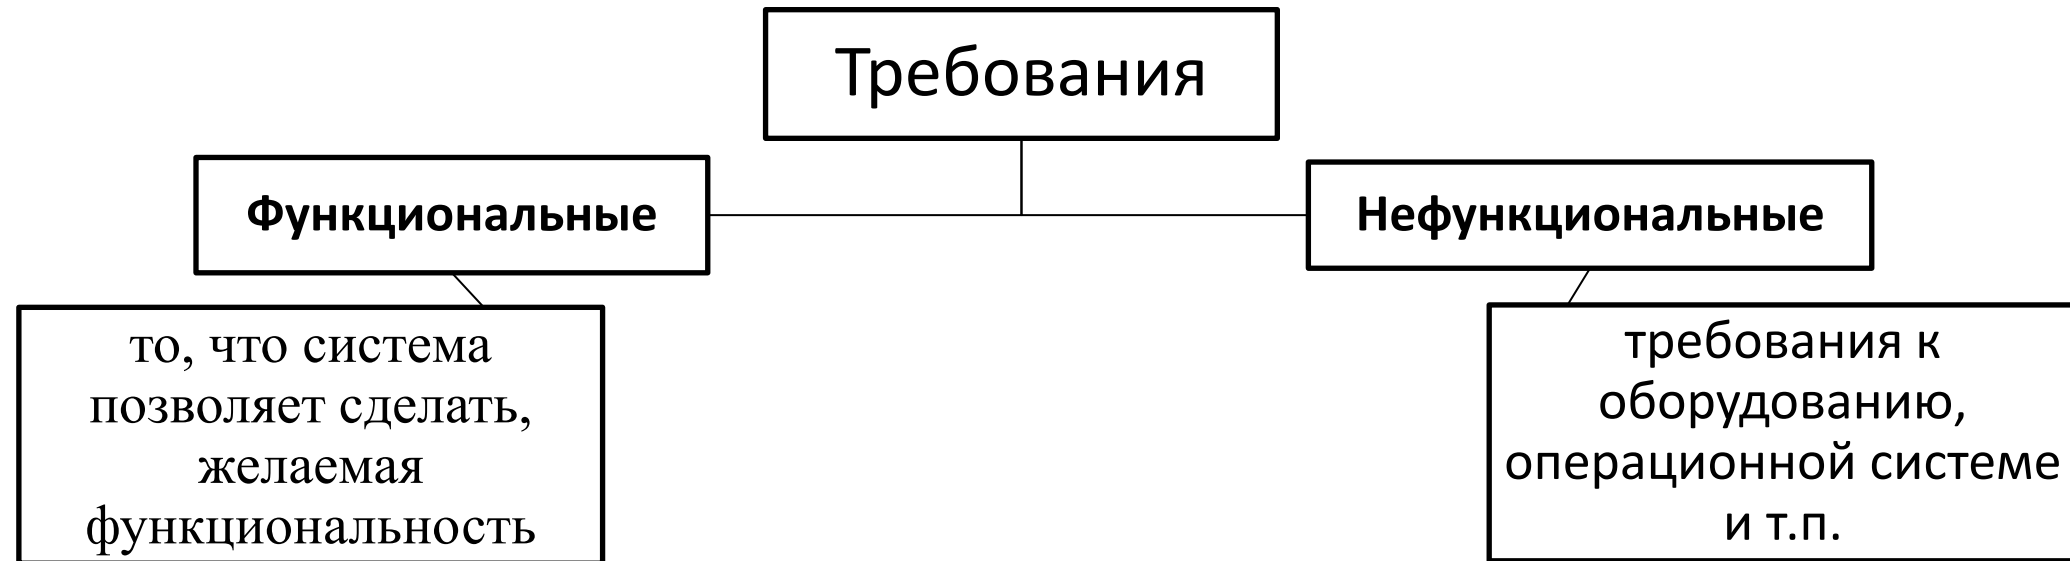 Требования
Функциональные
Нефункциональные
то, что система
позволяет сделать,
желаемая
функциональность
требования к
оборудованию,
операционной системе
и т.п.